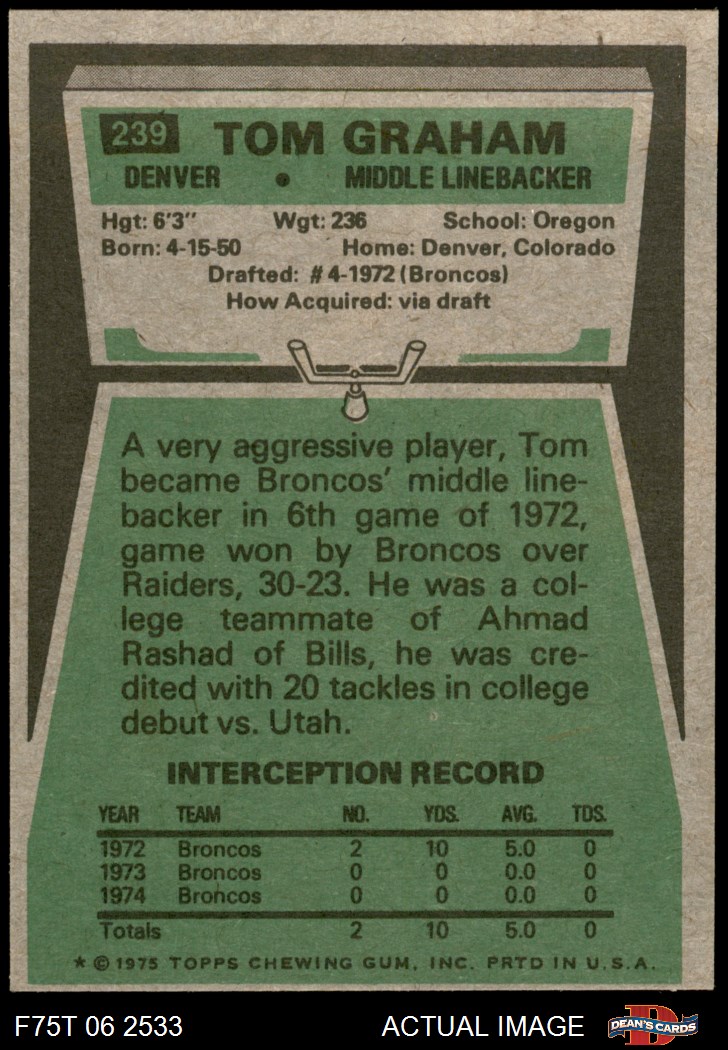 239 TOM GRAHAM
DENVER • MIDDLE LINEBACKER
Hgt: 6'3" Wgt: 236 School: Oregon
Born: 4-15-50 Home: Denver, Colorado
Drafted: #4-1972 (Broncos)
How Acquired: via draft
A very aggressive player, Tom
became Broncos' middle line-
backer in 6th game of 1972,
game won by Broncos over
Raiders, 30-23. He was a col-
lege teammate of Ahmad
Rashad of Bills, he was cre-
dited with 20 tackles in college
debut vs. Utah.
INTERCEPTION RECORD
YEAR TEAM NO. YDS. AVG. TDS.
1972 Broncos 2 10 5.0 0
1973 Broncos 0 0 0.0 0
1974 Broncos 0 0 0.0 0
Totals 2 10 5.0 0
* © 1975 TOPPS CHEWING GUM, INC. PRTD IN U.S.A.
F75T 06 2533 ACTUAL IMAGE D DEAN'S CARDS